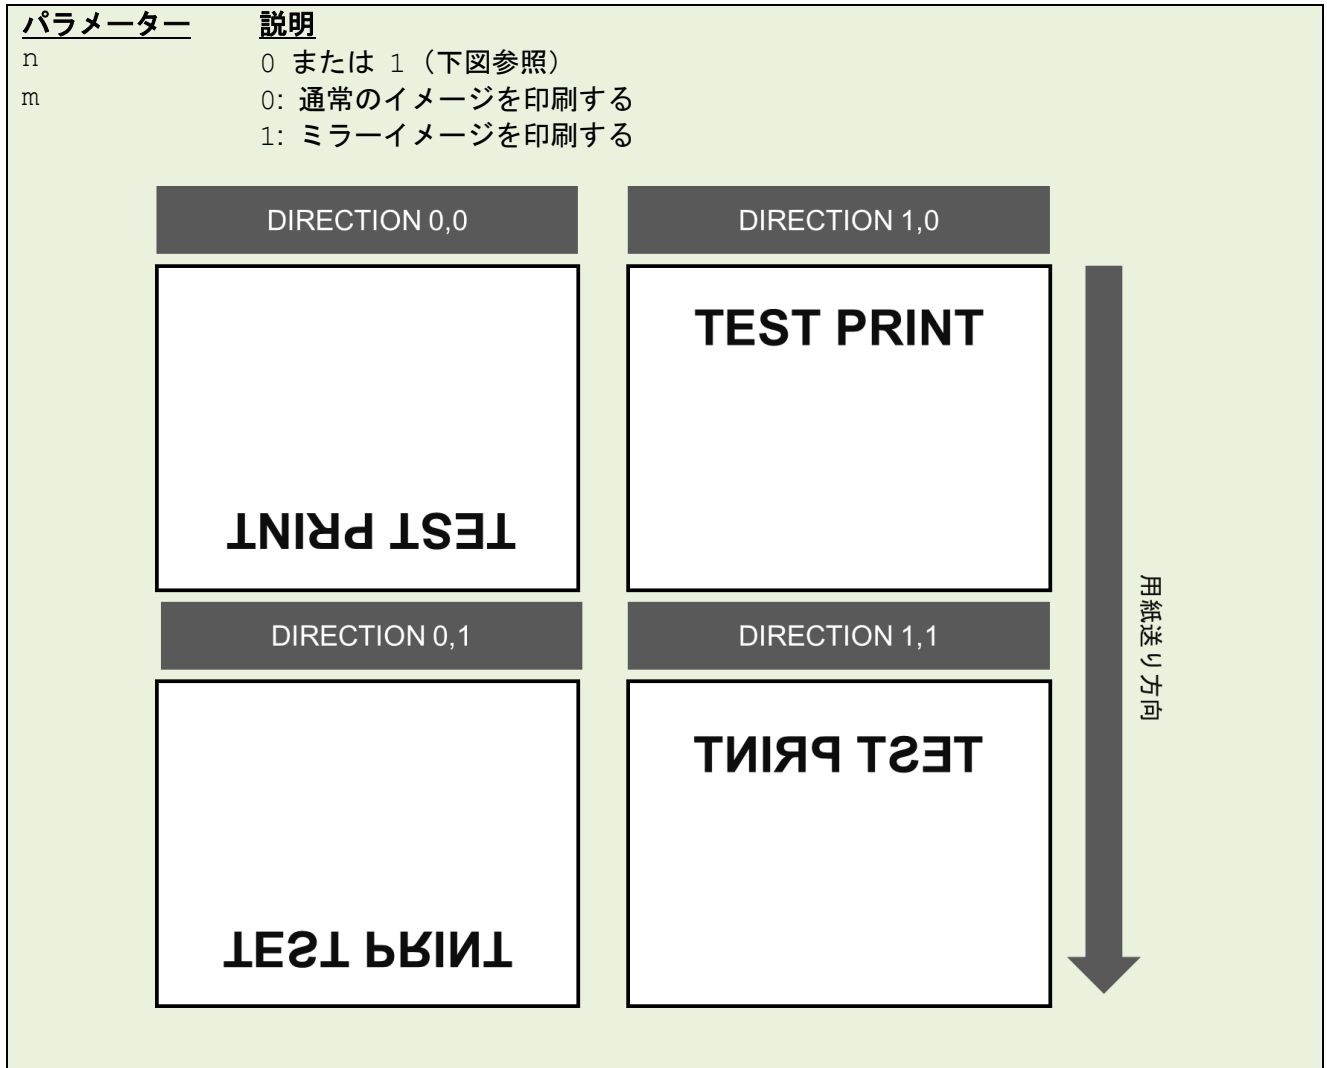 パラメーター 説明
n 0 または 1（下図参照）
m 0: 通常のイメージを印刷する
1: ミラーイメージを印刷する
DIRECTION 0,0 DIRECTION 1,0
TEST PRINT
TEST PRINT
DIRECTION 0,1 DIRECTION 1,1
TEST PRINT
TEST PRINT
用紙送り方向